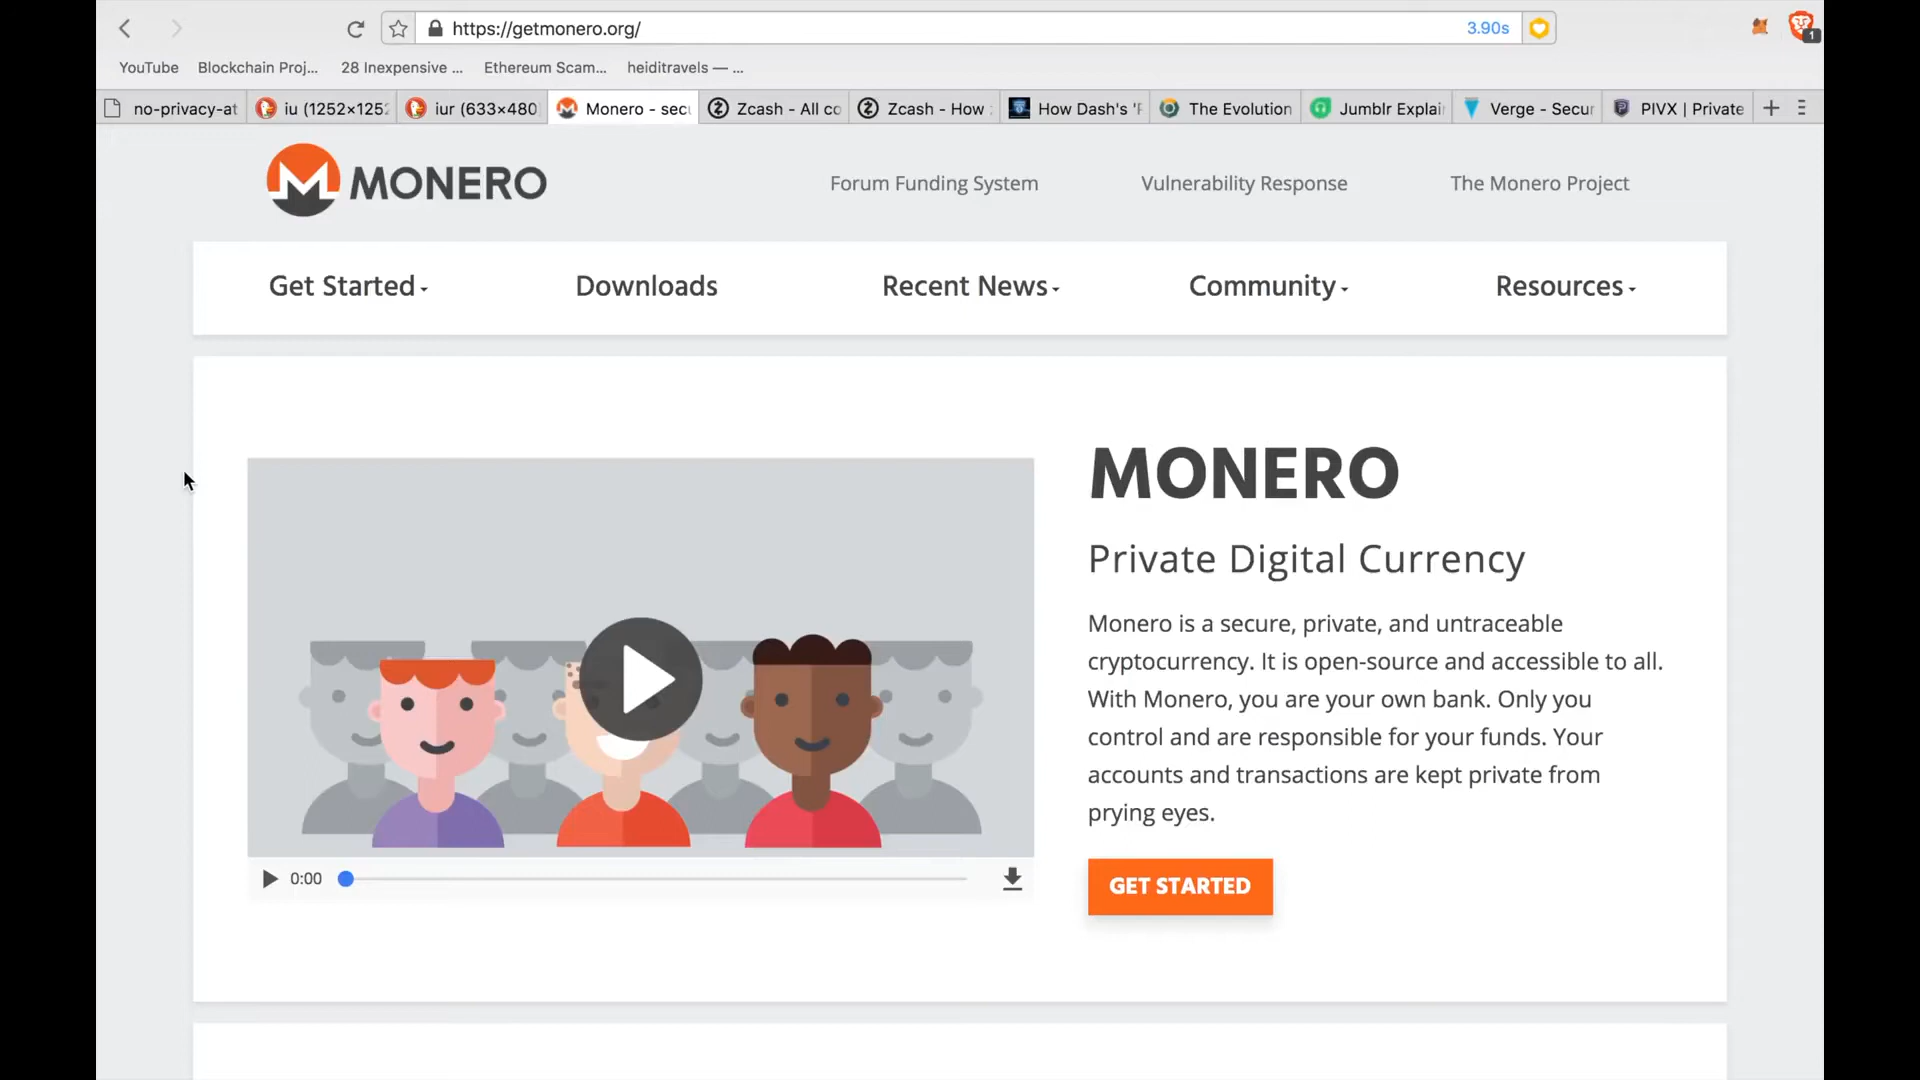 https://getmonero.org/
3.90s
1
YouTube Blockchain Proj... 28 Inexpensive ... Ethereum Scam... heiditravels — ...
no-privacy-at iu (1252×125 iur (633×480 Monero - sec Zcash - All co Zcash - How How Dash's 'P The Evolution Jumblr Explai Verge - Secur PIVX | Private
MONERO
Forum Funding System Vulnerability Response The Monero Project
Get Started Downloads Recent News Community Resources
MONERO
Private Digital Currency
Monero is a secure, private, and untraceable
cryptocurrency. It is open-source and accessible to all.
With Monero, you are your own bank. Only you
control and are responsible for your funds. Your
accounts and transactions are kept private from
prying eyes.
0:00
GET STARTED